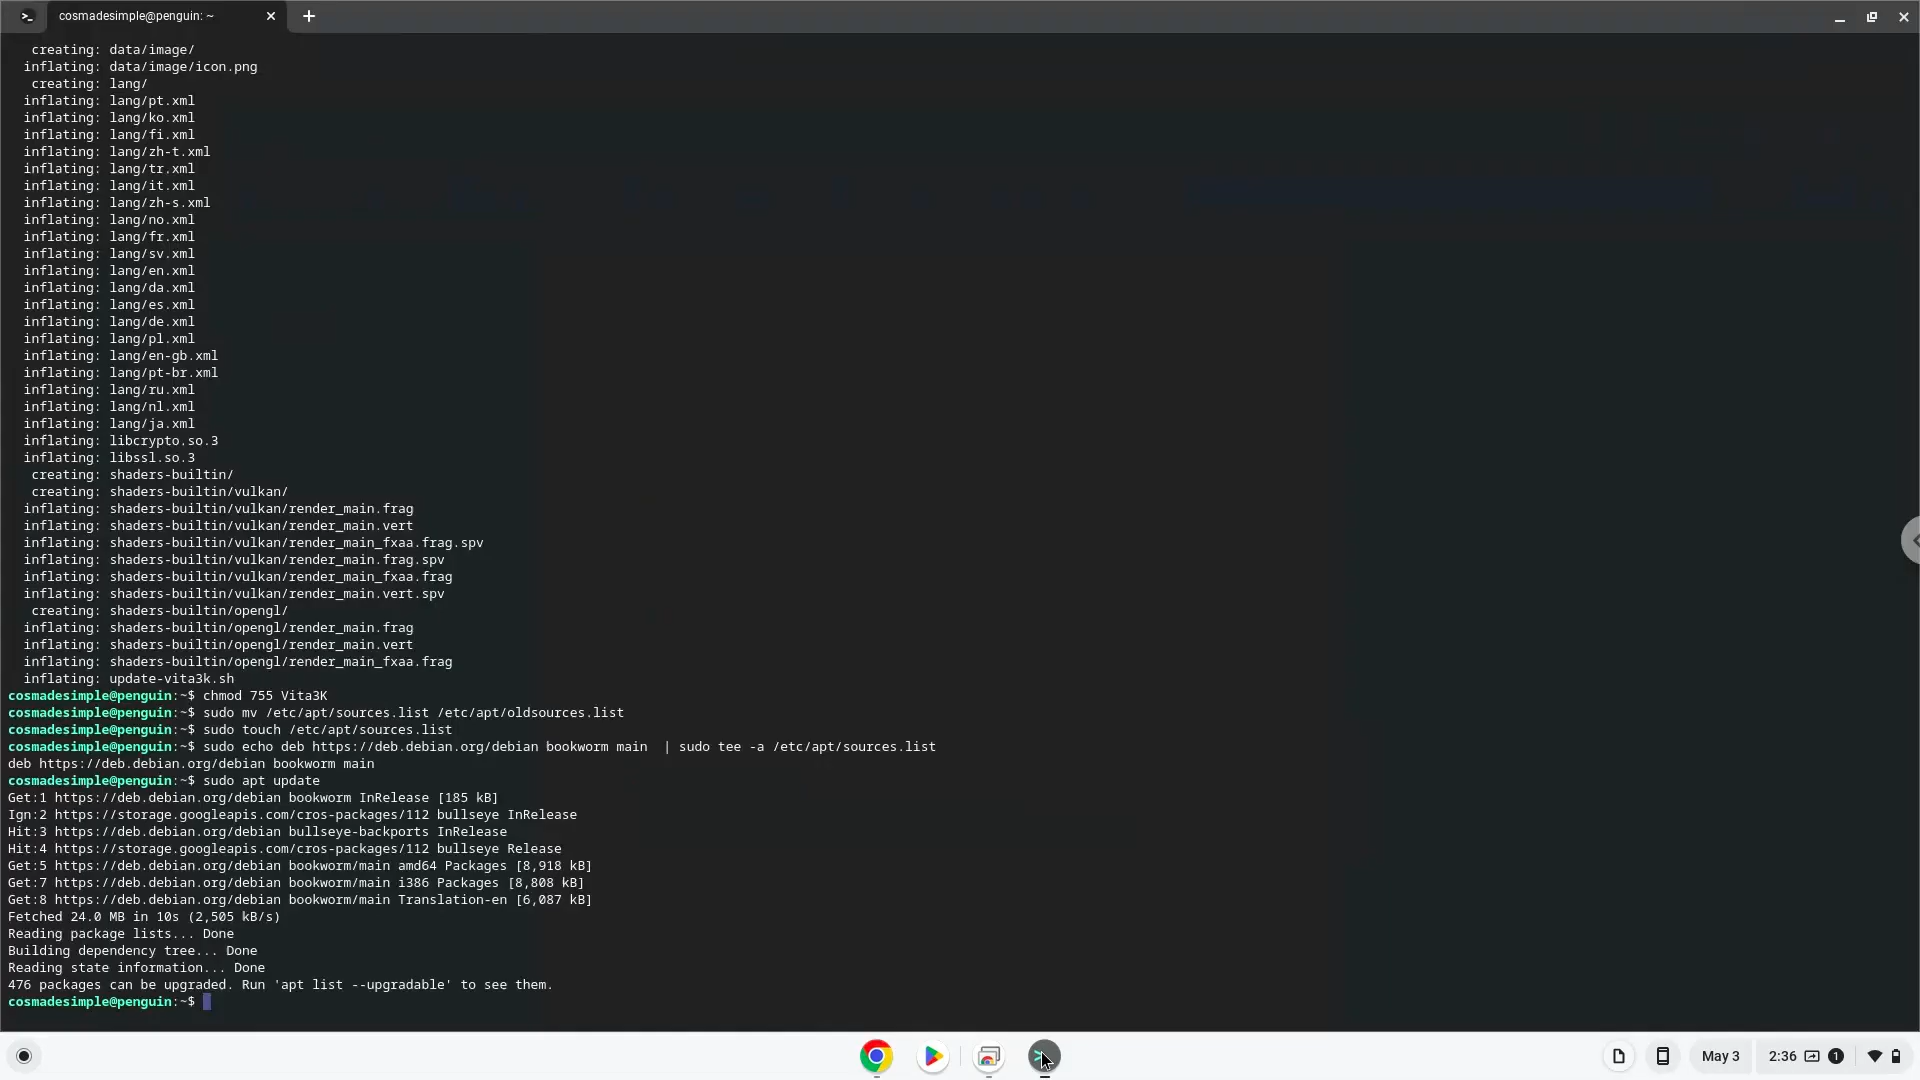 cosmadesimple@penguin: ~
creating: data/image/
inflating: data/image/icon.png
creating: lang/
inflating: lang/pt.xml
inflating: lang/ko.xml
inflating: lang/fi.xml
inflating: lang/zh-t.xml
inflating: lang/tr.xml
inflating: lang/it.xml
inflating: lang/zh-s.xml
inflating: lang/no.xml
inflating: lang/fr.xml
inflating: lang/sv.xml
inflating: lang/en.xml
inflating: lang/da.xml
inflating: lang/es.xml
inflating: lang/de.xml
inflating: lang/pl.xml
inflating: lang/en-gb.xml
inflating: lang/pt-br.xml
inflating: lang/ru.xml
inflating: lang/nl.xml
inflating: lang/ja.xml
inflating: libcrypto.so.3
inflating: libssl.so.3
creating: shaders-builtin/
creating: shaders-builtin/vulkan/
inflating: shaders-builtin/vulkan/render_main.frag
inflating: shaders-builtin/vulkan/render_main.vert
inflating: shaders-builtin/vulkan/render_main_fxaa.frag.spv
inflating: shaders-builtin/vulkan/render_main.frag.spv
inflating: shaders-builtin/vulkan/render_main_fxaa.frag
inflating: shaders-builtin/vulkan/render_main.vert.spv
creating: shaders-builtin/opengl/
inflating: shaders-builtin/opengl/render_main.frag
inflating: shaders-builtin/opengl/render_main.vert
inflating: shaders-builtin/opengl/render_main_fxaa.frag
inflating: update-vita3k.sh
cosmadesimple@penguin:~$ chmod 755 Vita3K
cosmadesimple@penguin:~$ sudo mv /etc/apt/sources.list /etc/apt/oldsources.list
cosmadesimple@penguin:~$ sudo touch /etc/apt/sources.list
cosmadesimple@penguin:~$ sudo echo deb https://deb.debian.org/debian bookworm main  | sudo tee -a /etc/apt/sources.list
deb https://deb.debian.org/debian bookworm main
cosmadesimple@penguin:~$ sudo apt update
Get:1 https://deb.debian.org/debian bookworm InRelease [185 kB]
Ign:2 https://storage.googleapis.com/cros-packages/112 bullseye InRelease
Hit:3 https://deb.debian.org/debian bullseye-backports InRelease
Hit:4 https://storage.googleapis.com/cros-packages/112 bullseye Release
Get:5 https://deb.debian.org/debian bookworm/main amd64 Packages [8,918 kB]
Get:7 https://deb.debian.org/debian bookworm/main i386 Packages [8,808 kB]
Get:8 https://deb.debian.org/debian bookworm/main Translation-en [6,087 kB]
Fetched 24.0 MB in 10s (2,505 kB/s)
Reading package lists... Done
Building dependency tree... Done
Reading state information... Done
476 packages can be upgraded. Run 'apt list --upgradable' to see them.
cosmadesimple@penguin:~$
May 3
2:36
1